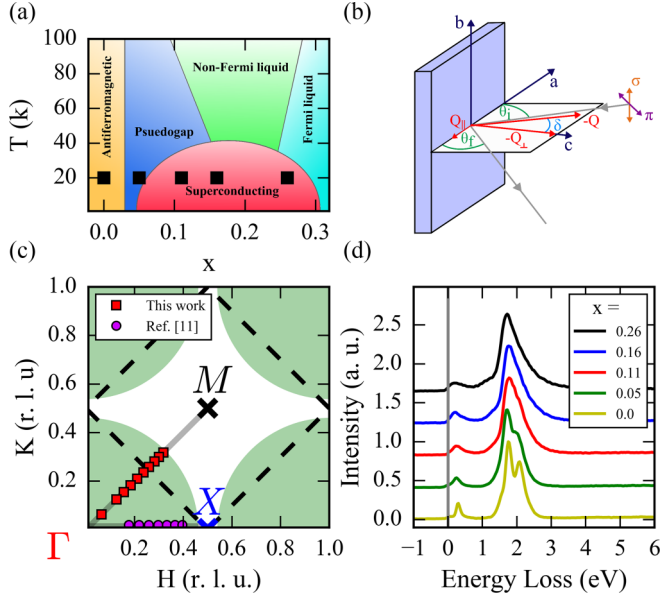 (a)
100
80
60
40
20
T (k)
Antiferromagnetic
Psuedogap
Non-Fermi liquid
Fermi liquid
Superconducting
0.0 0.1 0.2 0.3
x
(b)
b
a
θi
σ
π
Q||
δ
-Q
-Q⊥
c
θf
(c)
1.0
0.8
0.6
0.4
0.2
K (r. l. u)
This work
Ref. [11]
M
X
Γ
0.2 0.4 0.6 0.8 1.0
H (r. l. u.)
(d)
2.5
2.0
1.5
1.0
0.5
0.0
Intensity (a. u.)
x =
0.26
0.16
0.11
0.05
0.0
−1 0 1 2 3 4 5 6
Energy Loss (eV)